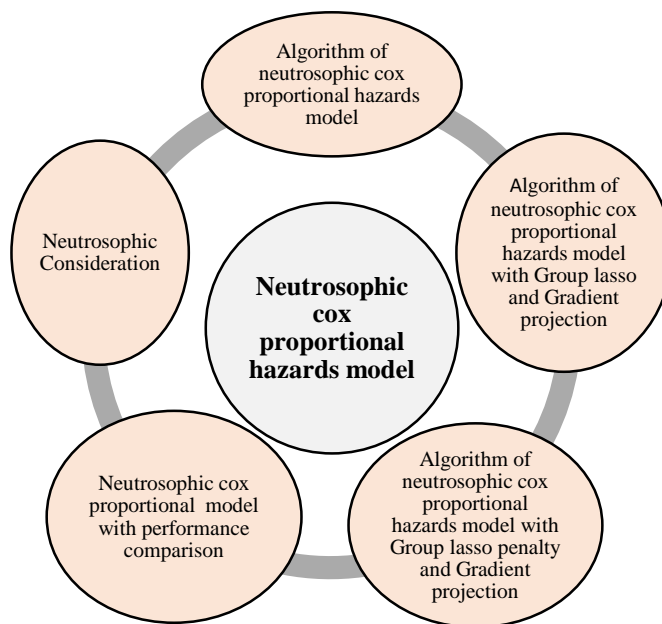 Algorithm of
neutrosophic cox
proportional hazards
model
Algorithm of
neutrosophic cox
proportional
hazards model
with Group lasso
and Gradient
projection
Algorithm of
neutrosophic cox
proportional
hazards model with
Group lasso penalty
and Gradient
projection
Neutrosophic cox
proportional model
with performance
comparison
Neutrosophic
Consideration
Neutrosophic
cox
proportional
hazards model